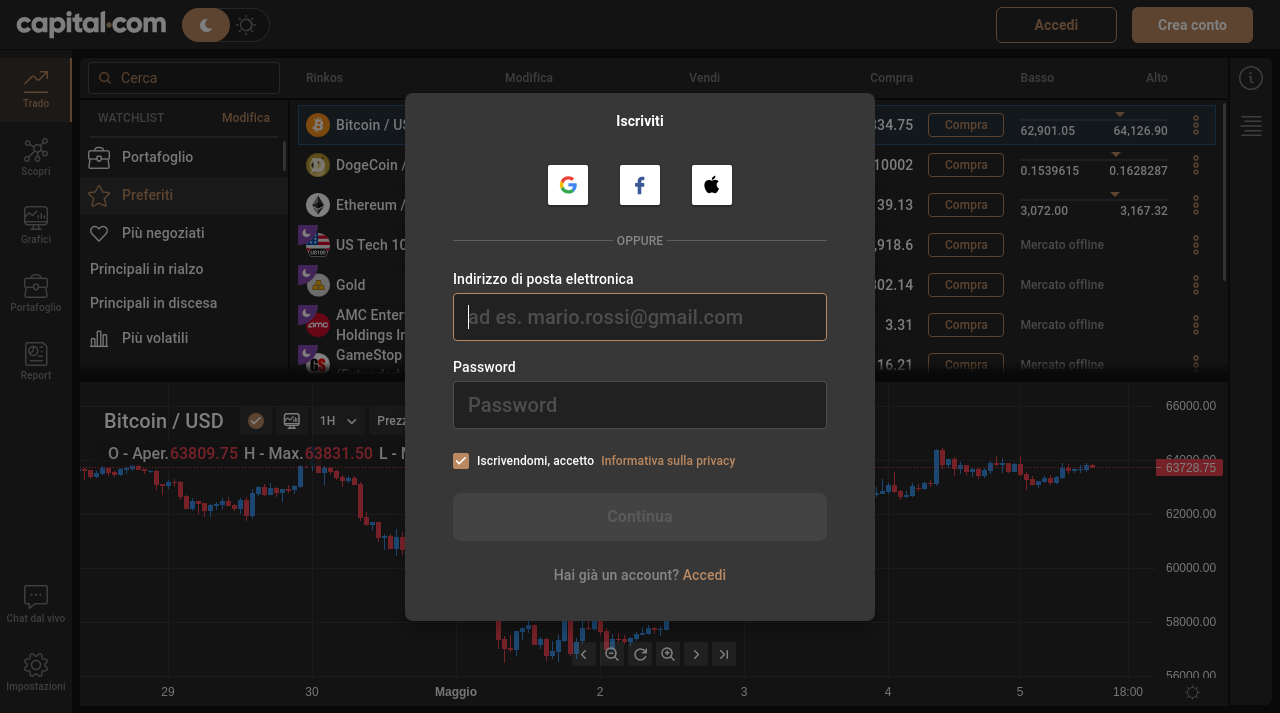 capital.com
Accedi
Crea conto
Trado
Scopri
Grafici
Portafoglio
Report
Chat dal vivo
Impostazioni
Cerca
WATCHLIST Modifica
Portafoglio
Preferiti
Più negoziati
Principali in rialzo
Principali in discesa
Più volatili
Rinkos Modifica Vendi Compra Basso Alto
Bitcoin / US 334.75 Compra 62,901.05 64,126.90
DogeCoin / 10002 Compra 0.1539615 0.1628287
Ethereum / 39.13 Compra 3,072.00 3,167.32
US Tech 10 ,918.6 Compra Mercato offline
Gold 302.14 Compra Mercato offline
AMC Enter
Holdings In 3.31 Compra Mercato offline
GameStop 16.21 Compra Mercato offline
Iscriviti
OPPURE
Indirizzo di posta elettronica
ad es. mario.rossi@gmail.com
Password
Password
Iscrivendomi, accetto Informativa sulla privacy
Continua
Hai già un account? Accedi
Bitcoin / USD 1H Prezz
O - Aper.63809.75 H - Max.63831.50 L - M
66000.00
64000.00
63728.75
62000.00
60000.00
58000.00
56000.00
29 30 Maggio 2 3 4 5 18:00